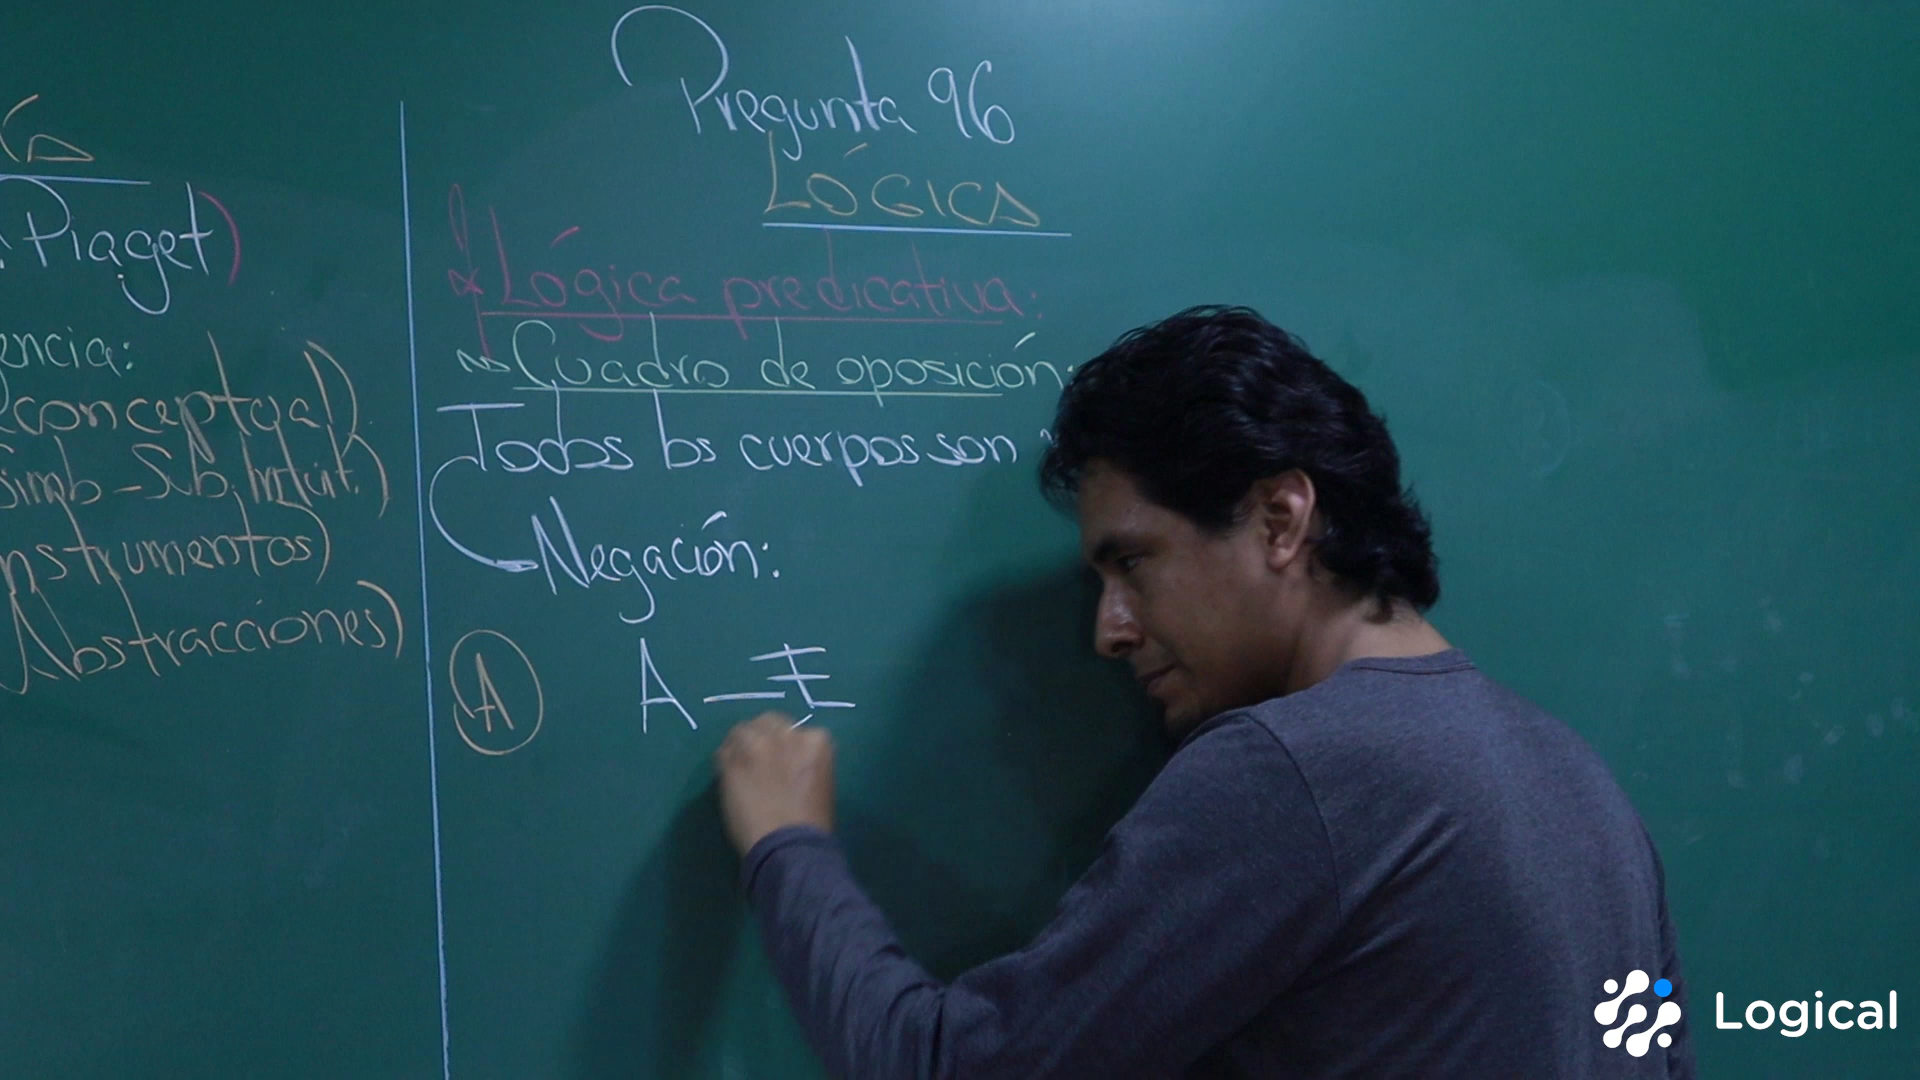 Piaget)
encia:
conceptual)
Simb-Sub, Intuit.)
nstrumentos)
Abstracciones)
Pregunta 96
LÓGICA
Lógica predicativa:
Cuadro de oposición:
Todos los cuerpos son
Negación:
A
A — E
Logical